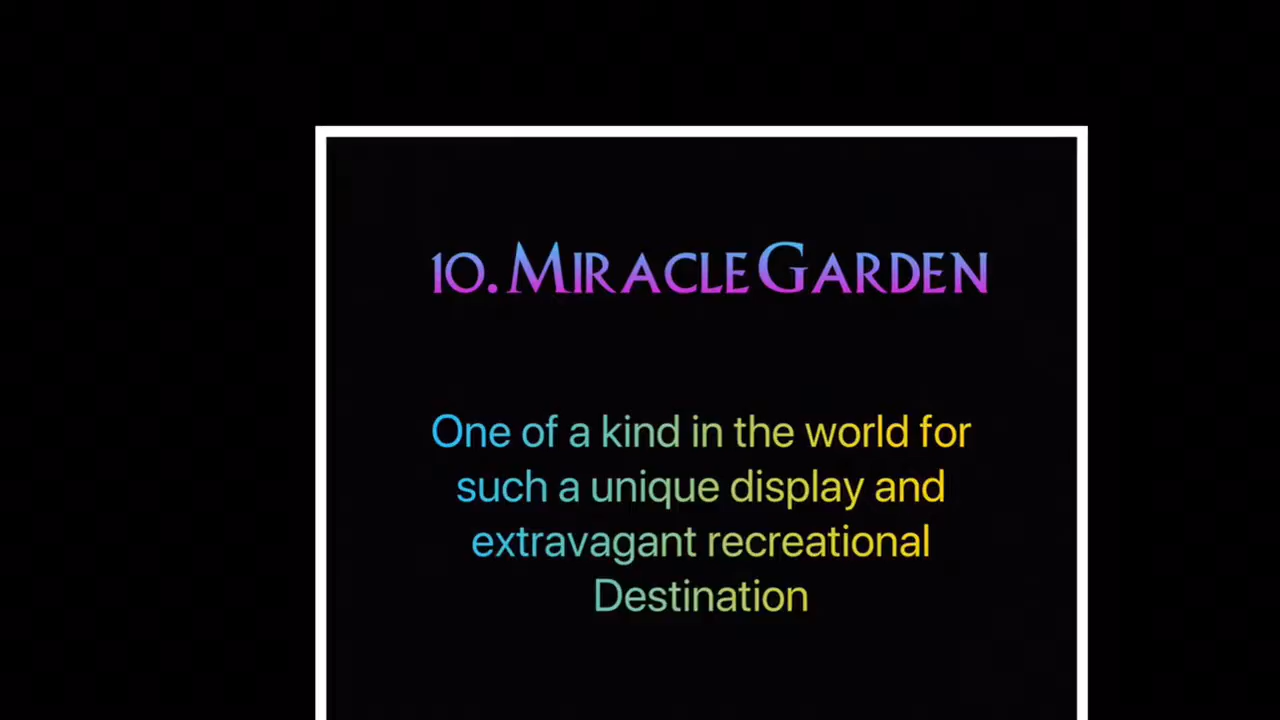 10. Miracle Garden
One of a kind in the world for
such a unique display and
extravagant recreational
Destination